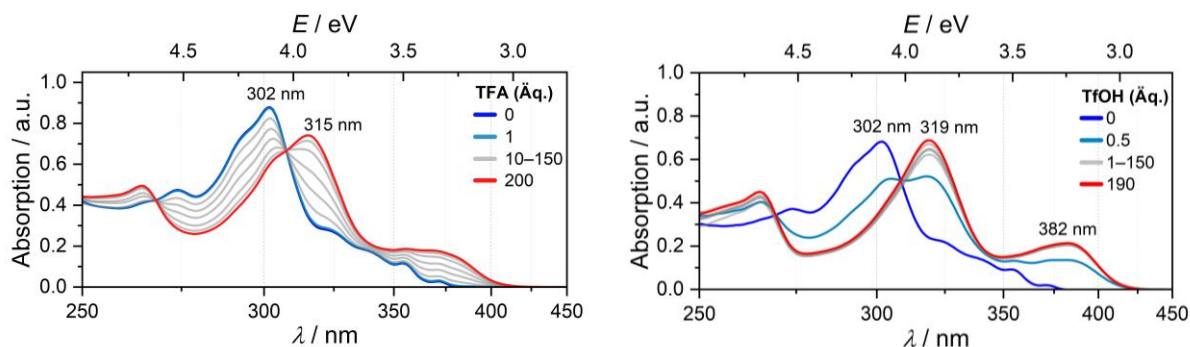 E / eV
4.5 4.0 3.5 3.0
1.0
0.8
0.6
0.4
0.2
0.0
Absorption / a.u.
302 nm
315 nm
TFA (Äq.)
0
1
10–150
200
250 300 350 400 450
λ / nm
E / eV
4.5 4.0 3.5 3.0
1.0
0.8
0.6
0.4
0.2
0.0
Absorption / a.u.
302 nm 319 nm
382 nm
TfOH (Äq.)
0
0.5
1–150
190
250 300 350 400 450
λ / nm